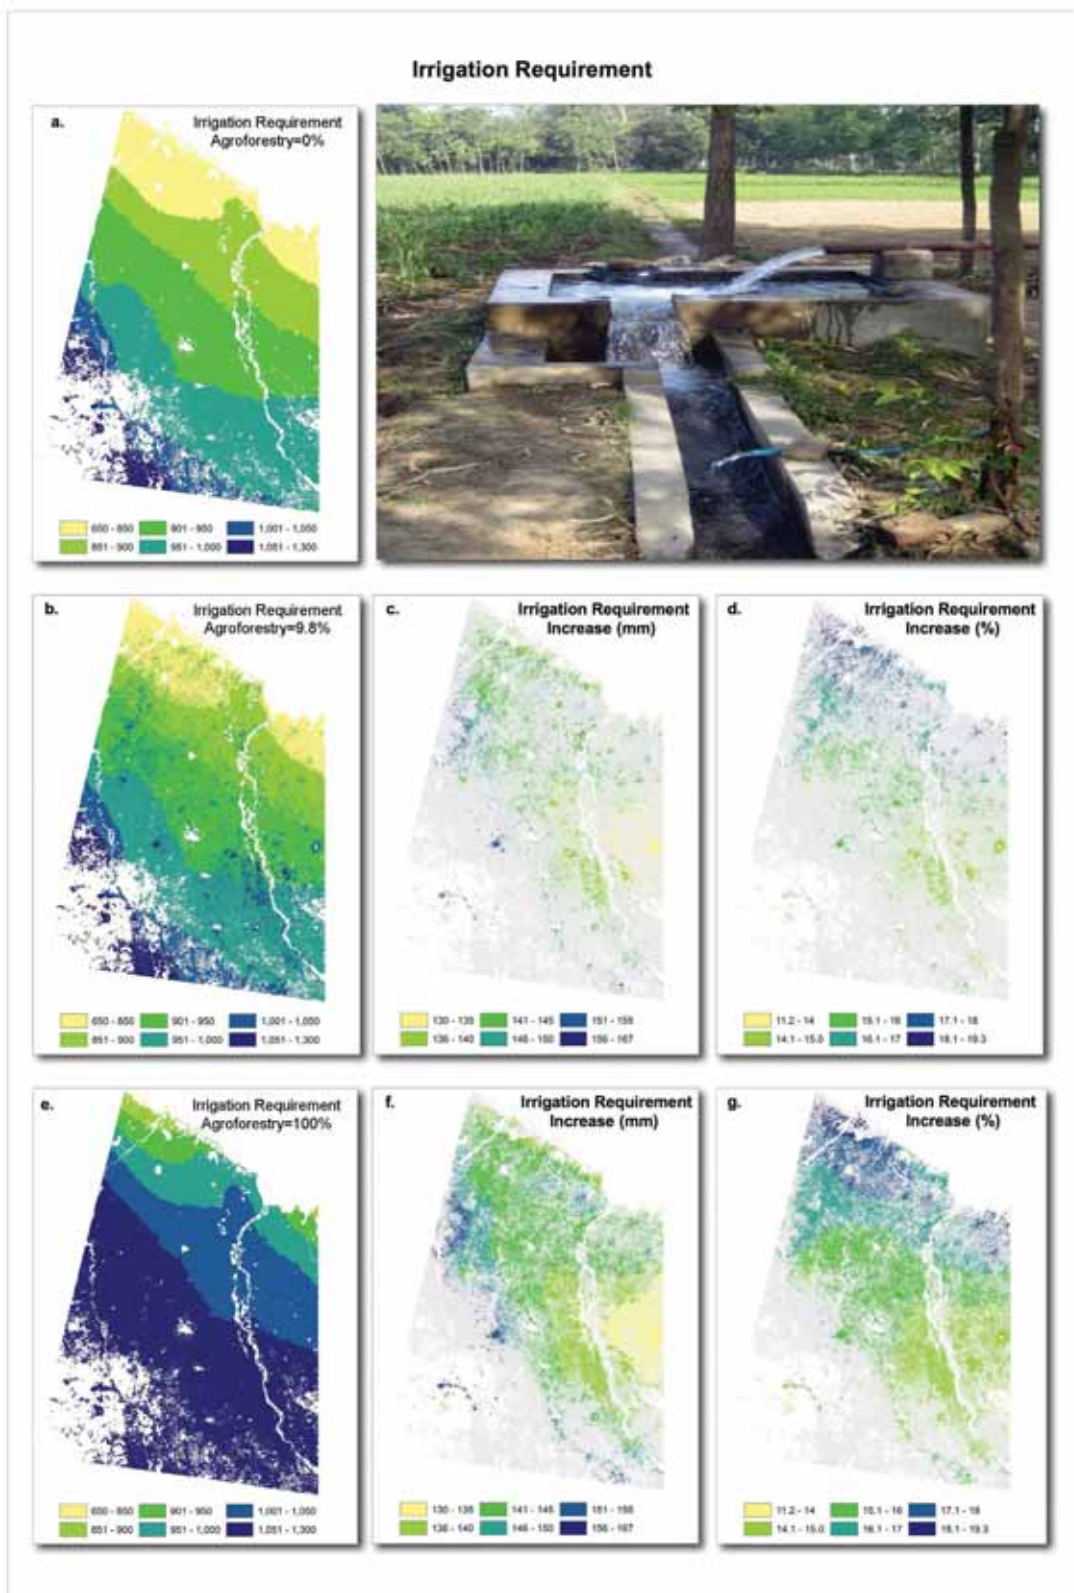 Irrigation Requirement
a.
Irrigation Requirement
Agroforestry=0%
650 - 850
901 - 950
1,001 - 1,050
851 - 900
951 - 1,000
1,051 - 1,300
b.
Irrigation Requirement
Agroforestry=9.8%
650 - 850
901 - 950
1,001 - 1,050
851 - 900
951 - 1,000
1,051 - 1,300
c.
Irrigation Requirement
Increase (mm)
130 - 135
141 - 145
151 - 155
136 - 140
146 - 150
156 - 167
d.
Irrigation Requirement
Increase (%)
11.2 - 14
15.1 - 16
17.1 - 18
14.1 - 15.0
16.1 - 17
18.1 - 19.3
e.
Irrigation Requirement
Agroforestry=100%
650 - 850
901 - 950
1,001 - 1,050
851 - 900
951 - 1,000
1,051 - 1,300
f.
Irrigation Requirement
Increase (mm)
130 - 135
141 - 145
151 - 155
136 - 140
146 - 150
156 - 167
g.
Irrigation Requirement
Increase (%)
11.2 - 14
15.1 - 16
17.1 - 18
14.1 - 15.0
16.1 - 17
18.1 - 19.3